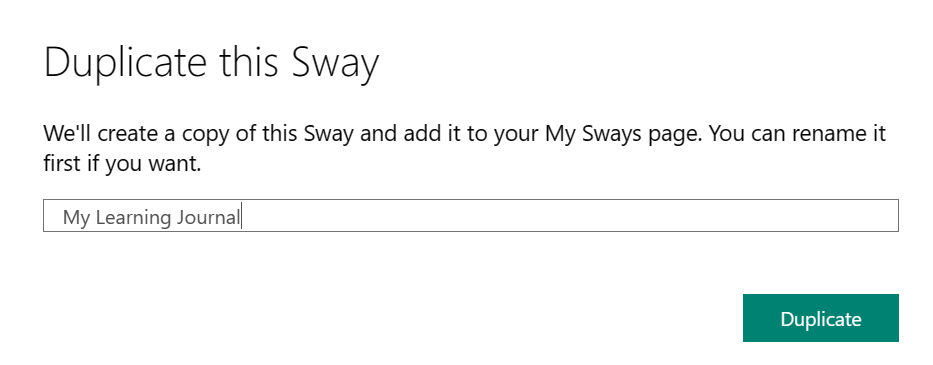 Duplicate this Sway
We'll create a copy of this Sway and add it to your My Sways page. You can rename it
first if you want.
My Learning Journal
Duplicate